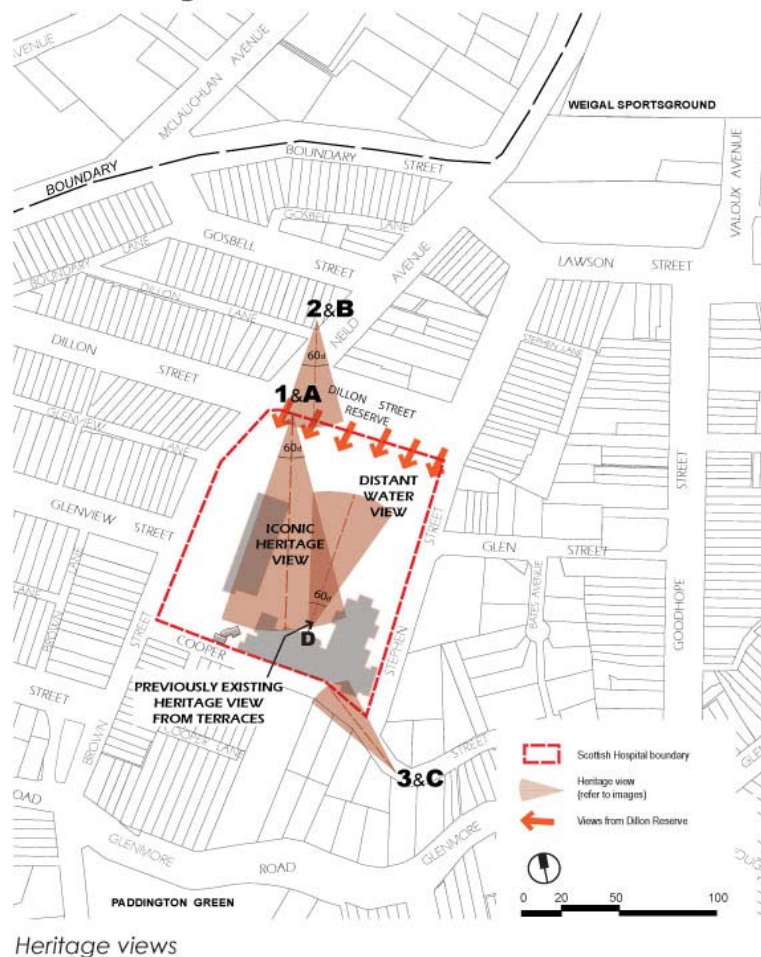 AVENUE
MCLAUCHLAN AVENUE
WEIGAL SPORTSGROUND
BOUNDARY STREET
BOUNDARY
VALOUX AVENUE
GOSBELL LANE
GOSBELL STREET
BOUNDARY LANE
LAWSON STREET
DILLON LANE
NEILD AVENUE
STEPHEN LANE
2&B
60d
DILLON STREET
1&A
DILLON STREET
RESERVE
60d
GLENVIEW LANE
DISTANT
WATER
VIEW
ICONIC
HERITAGE
VIEW
GLENVIEW STREET
GLEN STREET
STEPHEN STREET
GOODHOPE STREET
BATES AVENUE
60d
D
LANE
BROWN LANE
COOPER
PREVIOUSLY EXISTING
HERITAGE VIEW
FROM TERRACES
STREET
BROWN STREET
COOPER LANE
STREET
3&C
ROAD
GLENMORE ROAD
GLENMORE
PADDINGTON GREEN
Scottish Hospital boundary
Heritage view
(refer to images)
Views from Dillon Reserve
0 20 50 100
Heritage views